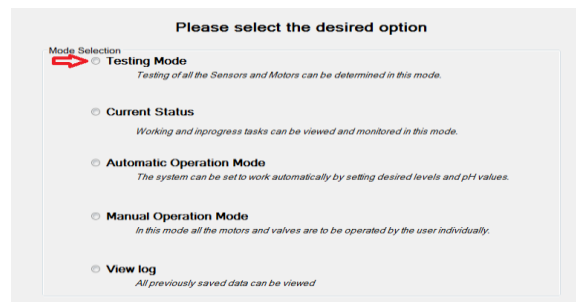 Please select the desired option
Mode Selection
Testing Mode
Testing of all the Sensors and Motors can be determined in this mode.
Current Status
Working and inprogress tasks can be viewed and monitored in this mode.
Automatic Operation Mode
The system can be set to work automatically by setting desired levels and pH values.
Manual Operation Mode
In this mode all the motors and valves are to be operated by the user individually.
View log
All previously saved data can be viewed